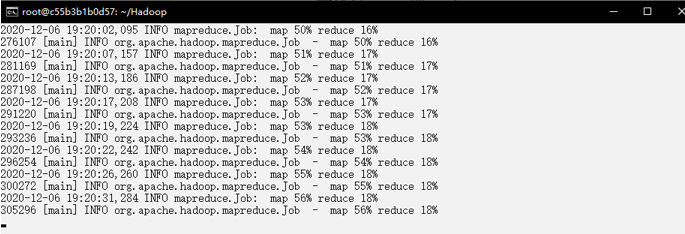 root@c55b3b1b0d57: ~/Hadoop
2020-12-06 19:20:02,095 INFO mapreduce.Job:  map 50% reduce 16%
276107 [main] INFO org.apache.hadoop.mapreduce.Job  -  map 50% reduce 16%
2020-12-06 19:20:07,157 INFO mapreduce.Job:  map 51% reduce 17%
281169 [main] INFO org.apache.hadoop.mapreduce.Job  -  map 51% reduce 17%
2020-12-06 19:20:13,186 INFO mapreduce.Job:  map 52% reduce 17%
287198 [main] INFO org.apache.hadoop.mapreduce.Job  -  map 52% reduce 17%
2020-12-06 19:20:17,208 INFO mapreduce.Job:  map 53% reduce 17%
291220 [main] INFO org.apache.hadoop.mapreduce.Job  -  map 53% reduce 17%
2020-12-06 19:20:19,224 INFO mapreduce.Job:  map 53% reduce 18%
293236 [main] INFO org.apache.hadoop.mapreduce.Job  -  map 53% reduce 18%
2020-12-06 19:20:22,242 INFO mapreduce.Job:  map 54% reduce 18%
296254 [main] INFO org.apache.hadoop.mapreduce.Job  -  map 54% reduce 18%
2020-12-06 19:20:26,260 INFO mapreduce.Job:  map 55% reduce 18%
300272 [main] INFO org.apache.hadoop.mapreduce.Job  -  map 55% reduce 18%
2020-12-06 19:20:31,284 INFO mapreduce.Job:  map 56% reduce 18%
305296 [main] INFO org.apache.hadoop.mapreduce.Job  -  map 56% reduce 18%